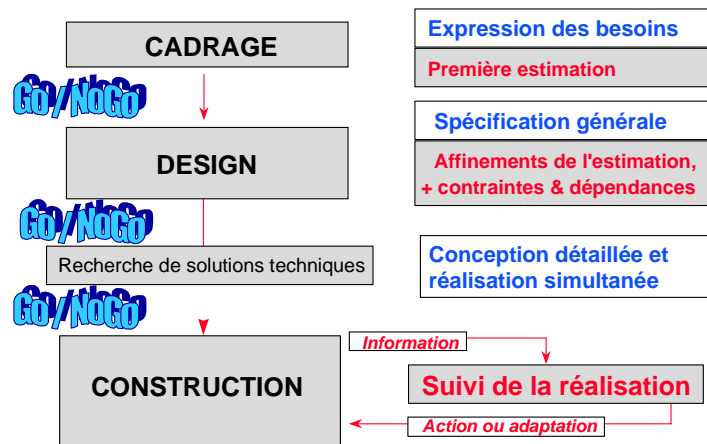 CADRAGE
Expression des besoins
Première estimation
Go/NoGo
Spécification générale
DESIGN
Affinements de l'estimation,
+ contraintes & dépendances
Go/NoGo
Recherche de solutions techniques
Conception détaillée et
réalisation simultanée
Go/NoGo
CONSTRUCTION
Information
Suivi de la réalisation
Action ou adaptation